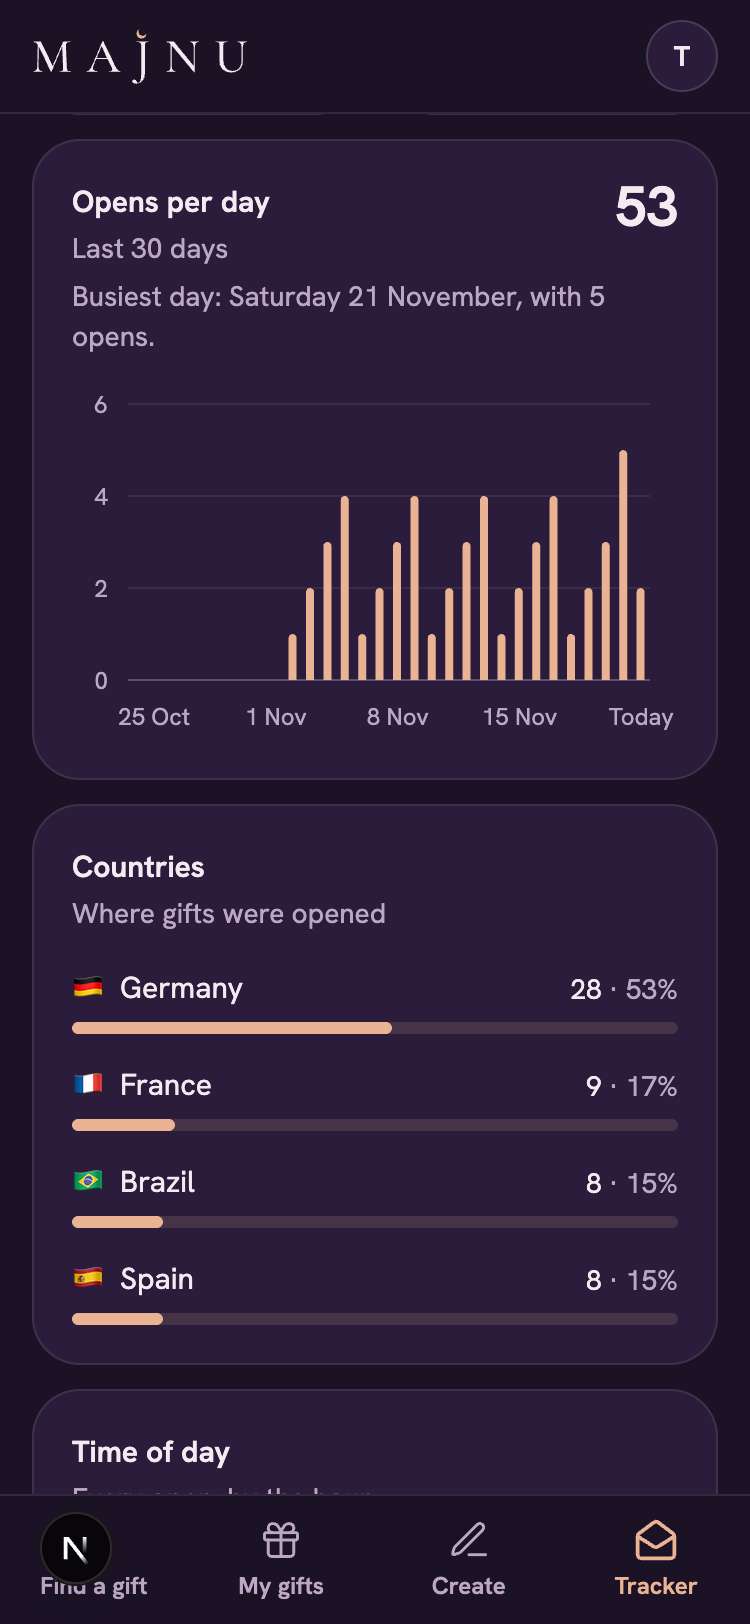 MAJNU
T
Opens per day
53
Last 30 days
Busiest day: Saturday 21 November, with 5
opens.
6
4
2
0
25 Oct 1 Nov 8 Nov 15 Nov Today
Countries
Where gifts were opened
🇩🇪 Germany 28 · 53%
🇫🇷 France 9 · 17%
🇧🇷 Brazil 8 · 15%
🇪🇸 Spain 8 · 15%
Time of day
N
Find a gift My gifts Create Tracker